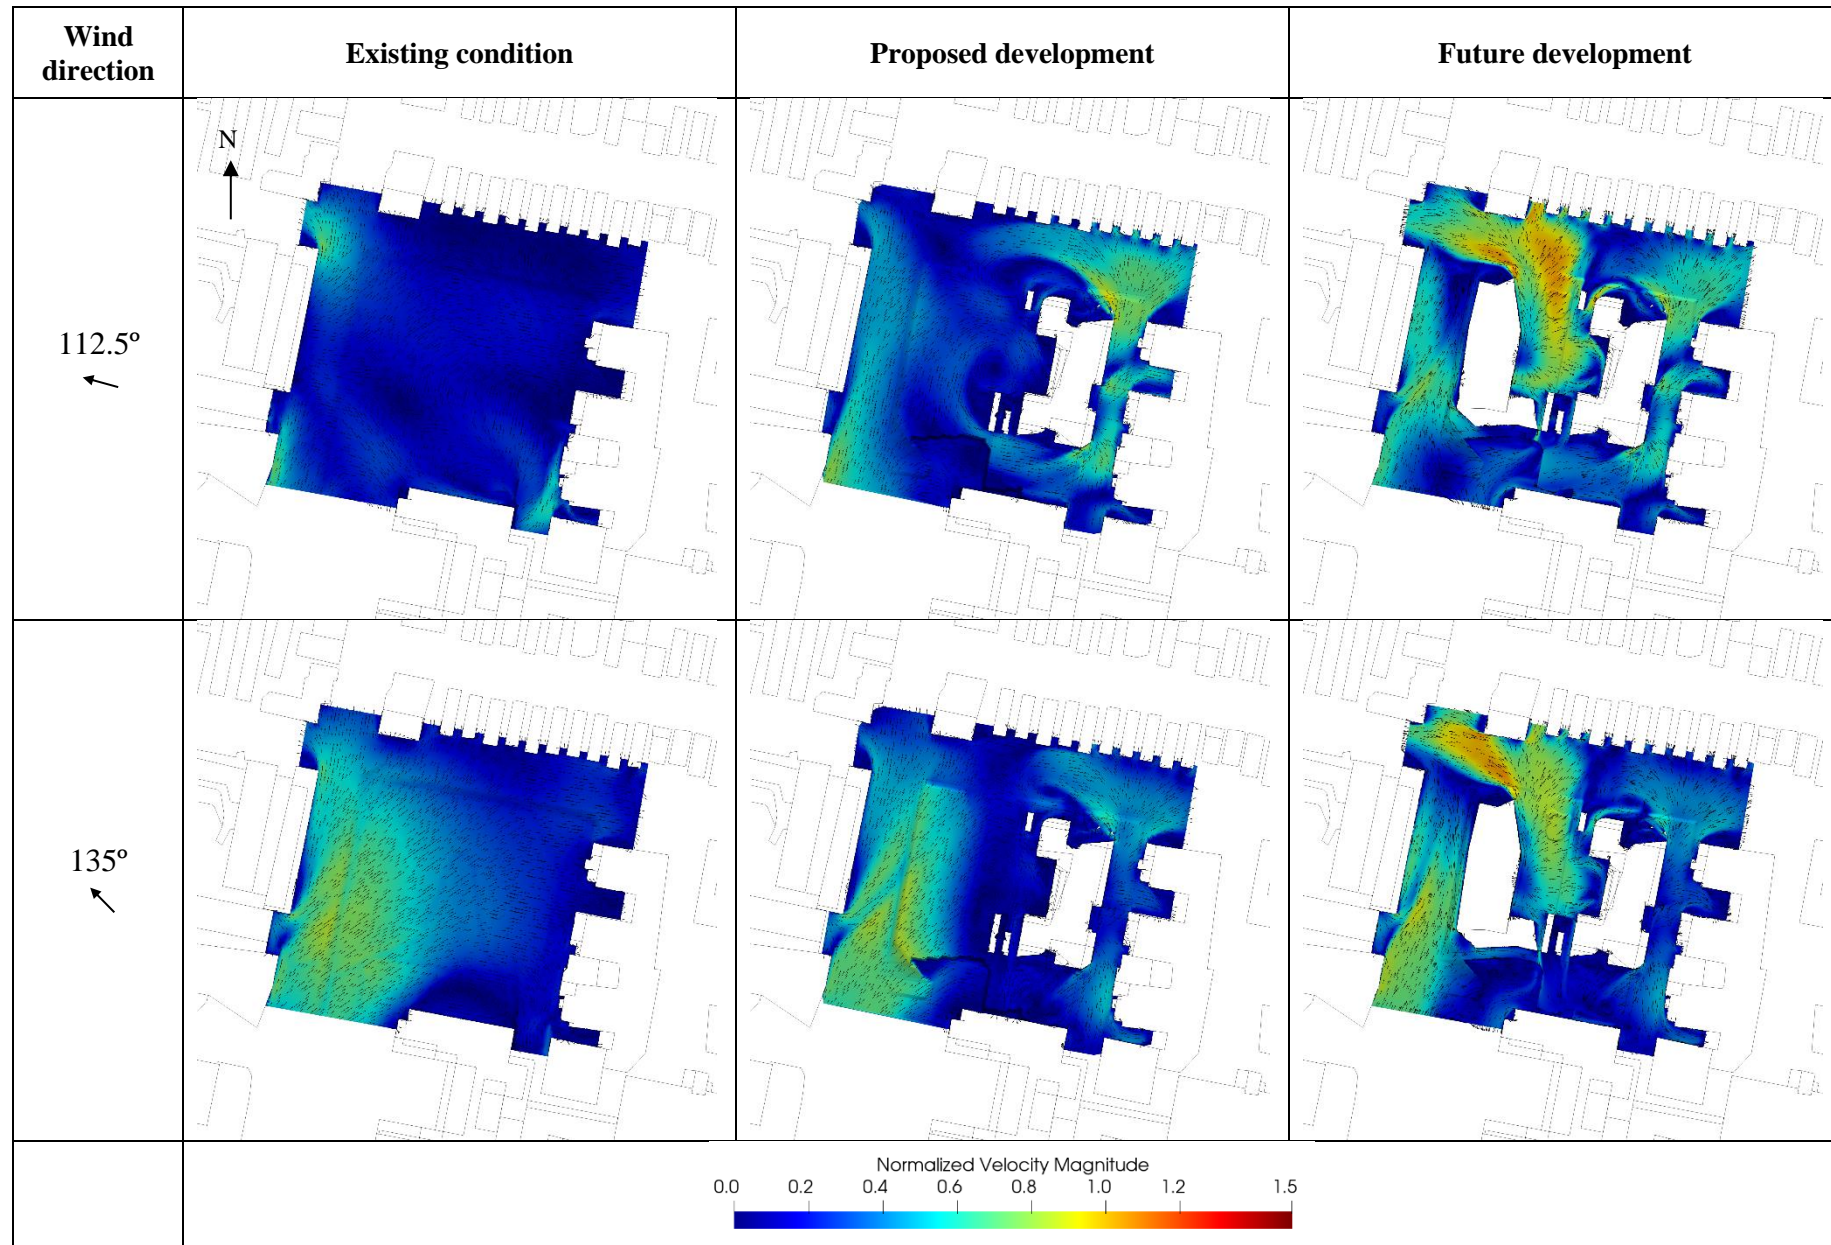 Wind
direction
Existing condition
Proposed development
Future development
N
112.5º
135º
Normalized Velocity Magnitude
0.0 0.2 0.4 0.6 0.8 1.0 1.2 1.5